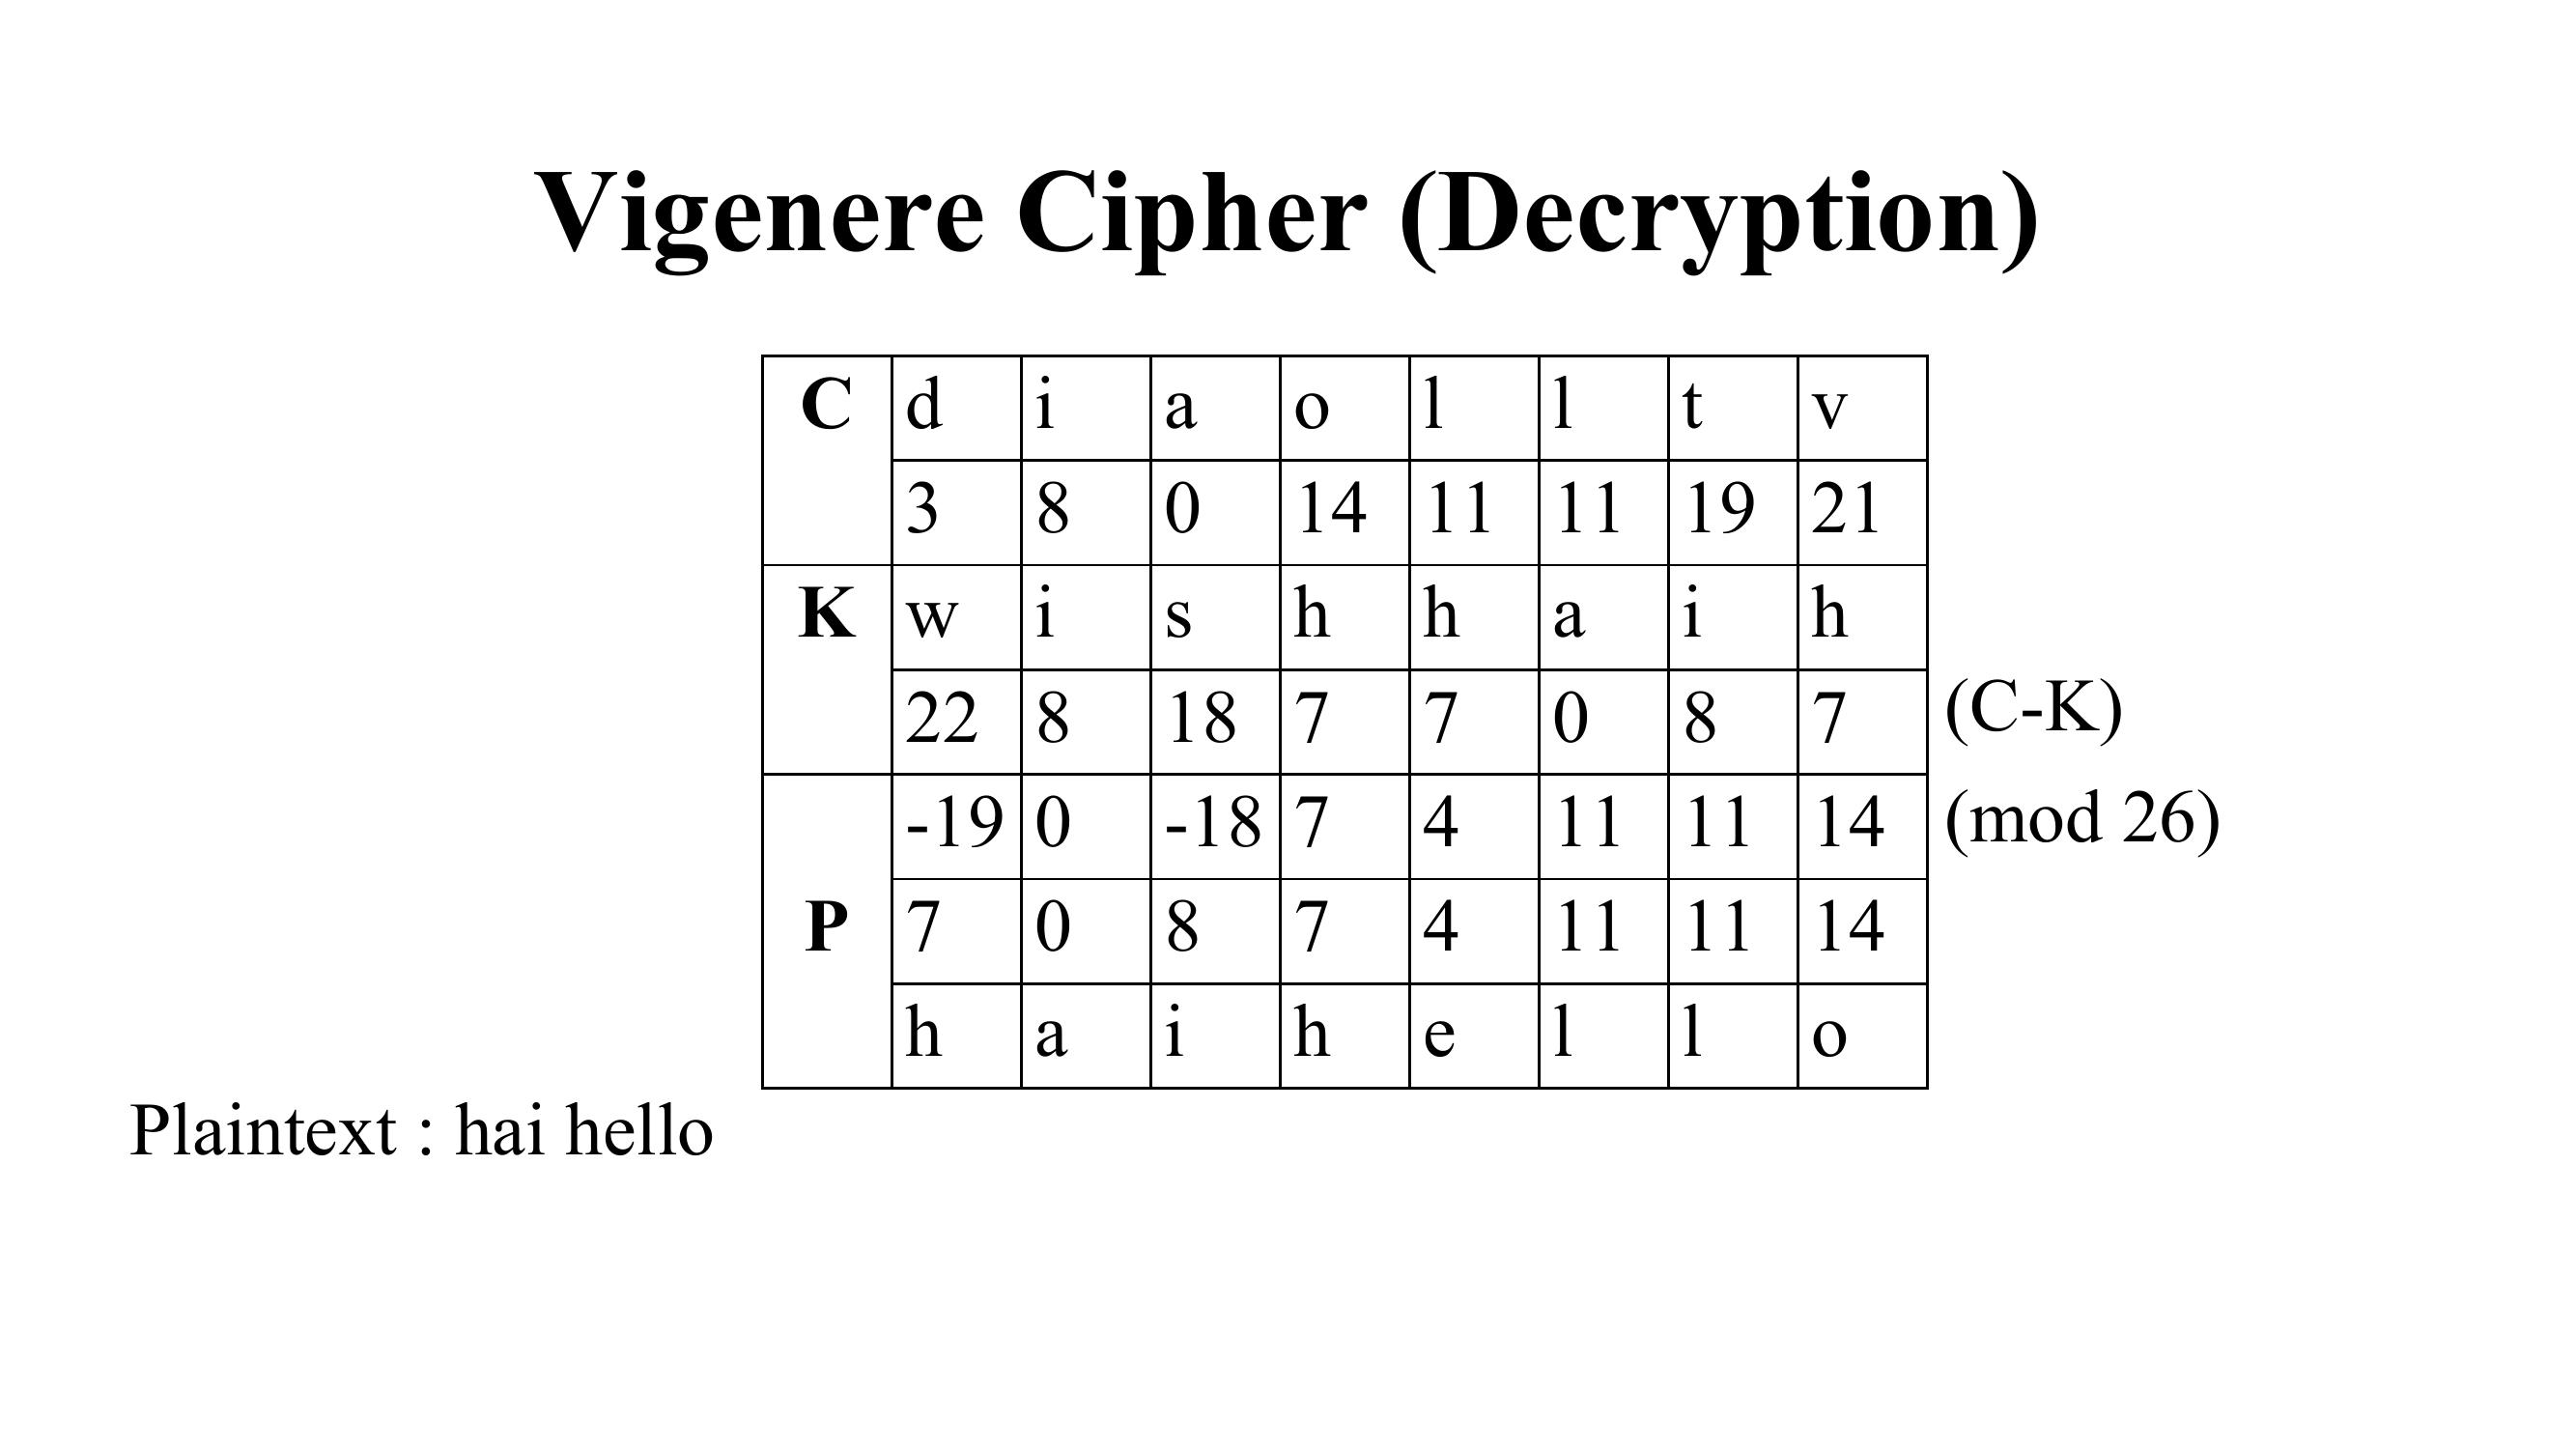 Vigenere Cipher (Decryption)
C d i a o l l t v
3 8 0 14 11 11 19 21
K w i s h h a i h
22 8 18 7 7 0 8 7 (C-K)
-19 0 -18 7 4 11 11 14 (mod 26)
P 7 0 8 7 4 11 11 14
h a i h e l l o
Plaintext : hai hello